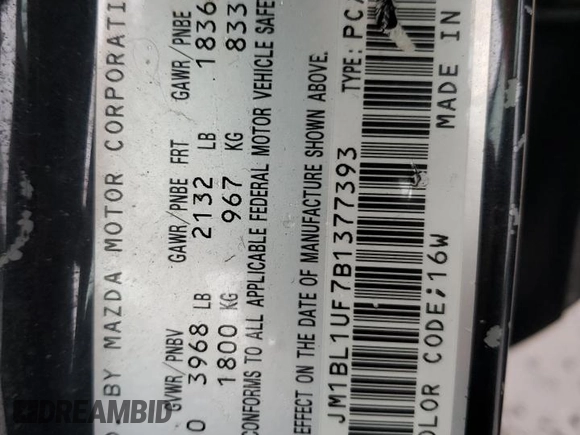 BY MAZDA MOTOR CORPORATI
GVWR/PNBV GAWR/PNBE FRT GAWR/PNBE
0 3968 LB 2132 LB 1836
1800 KG 967 KG 833
CONFORMS TO ALL APPLICABLE FEDERAL MOTOR VEHICLE SAFE
EFFECT ON THE DATE OF MANUFACTURE SHOWN ABOVE.
JM1BL1UF7B1377393 TYPE: PC
OLOR CODE;16W MADE IN
DREAMBID